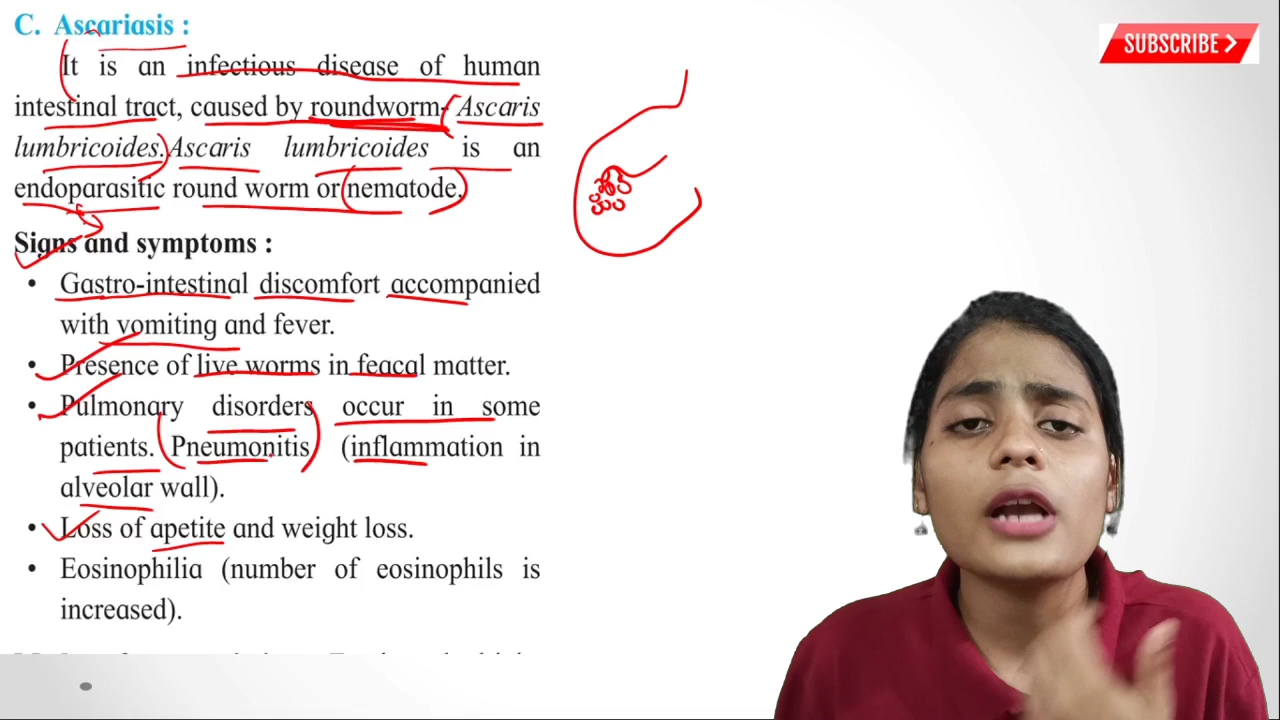 C. Ascariasis :
It is an infectious disease of human
intestinal tract, caused by roundworm- Ascaris
lumbricoides. Ascaris lumbricoides is an
endoparasitic round worm or nematode.
Signs and symptoms :
• Gastro-intestinal discomfort accompanied
with vomiting and fever.
• Presence of live worms in feacal matter.
• Pulmonary disorders occur in some
patients. (Pneumonitis) (inflammation in
alveolar wall).
• Loss of apetite and weight loss.
• Eosinophilia (number of eosinophils is
increased).
SUBSCRIBE >